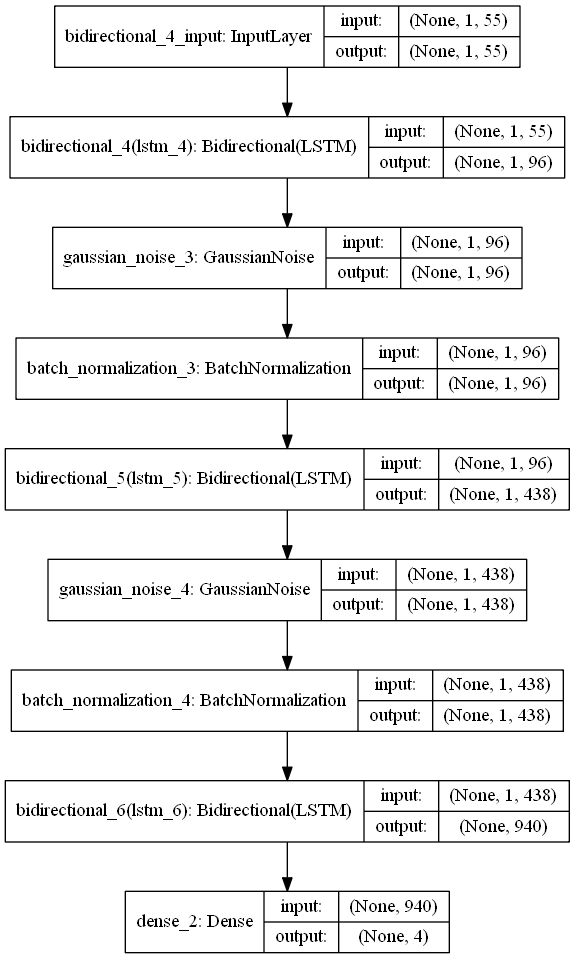 bidirectional_4_input: InputLayer
input: (None, 1, 55)
output: (None, 1, 55)
bidirectional_4(lstm_4): Bidirectional(LSTM)
input: (None, 1, 55)
output: (None, 1, 96)
gaussian_noise_3: GaussianNoise
input: (None, 1, 96)
output: (None, 1, 96)
batch_normalization_3: BatchNormalization
input: (None, 1, 96)
output: (None, 1, 96)
bidirectional_5(lstm_5): Bidirectional(LSTM)
input: (None, 1, 96)
output: (None, 1, 438)
gaussian_noise_4: GaussianNoise
input: (None, 1, 438)
output: (None, 1, 438)
batch_normalization_4: BatchNormalization
input: (None, 1, 438)
output: (None, 1, 438)
bidirectional_6(lstm_6): Bidirectional(LSTM)
input: (None, 1, 438)
output: (None, 940)
dense_2: Dense
input: (None, 940)
output: (None, 4)